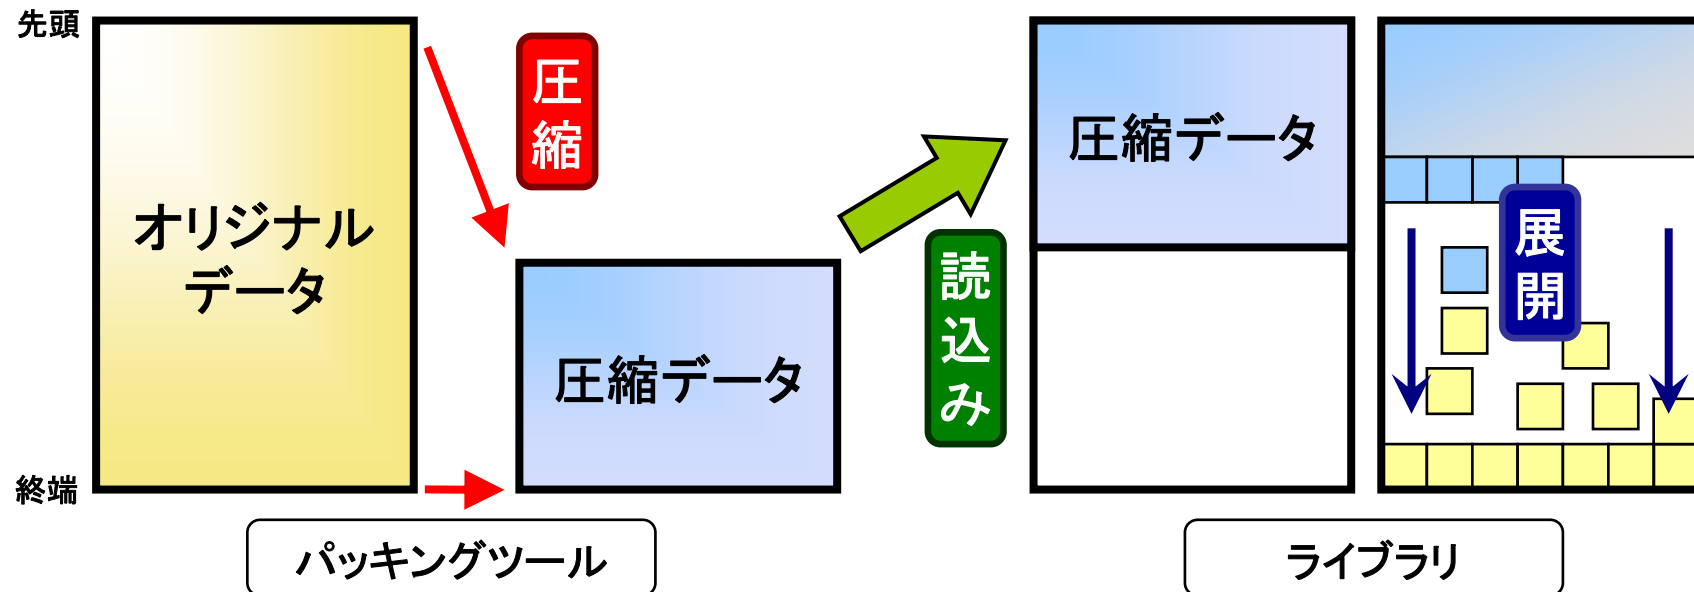 先頭
オリジナル
データ
終端
圧縮
圧縮データ
パッキングツール
読込み
圧縮データ
展開
ライブラリ